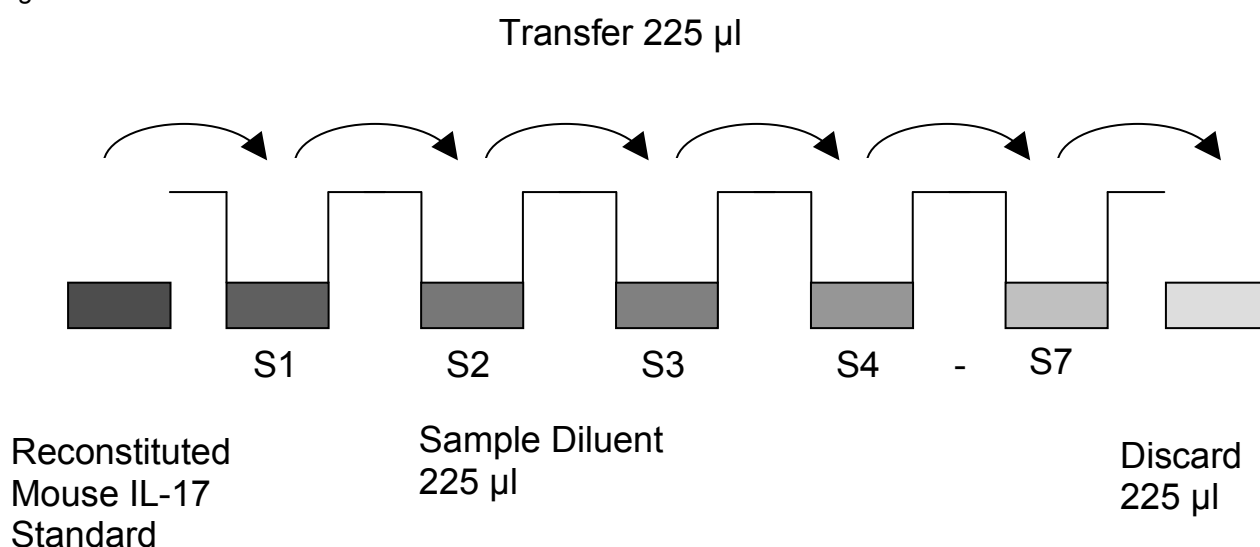 Transfer 225 µl
S1 S2 S3 S4 - S7
Reconstituted
Mouse IL-17
Standard
Sample Diluent
225 µl
Discard
225 µl